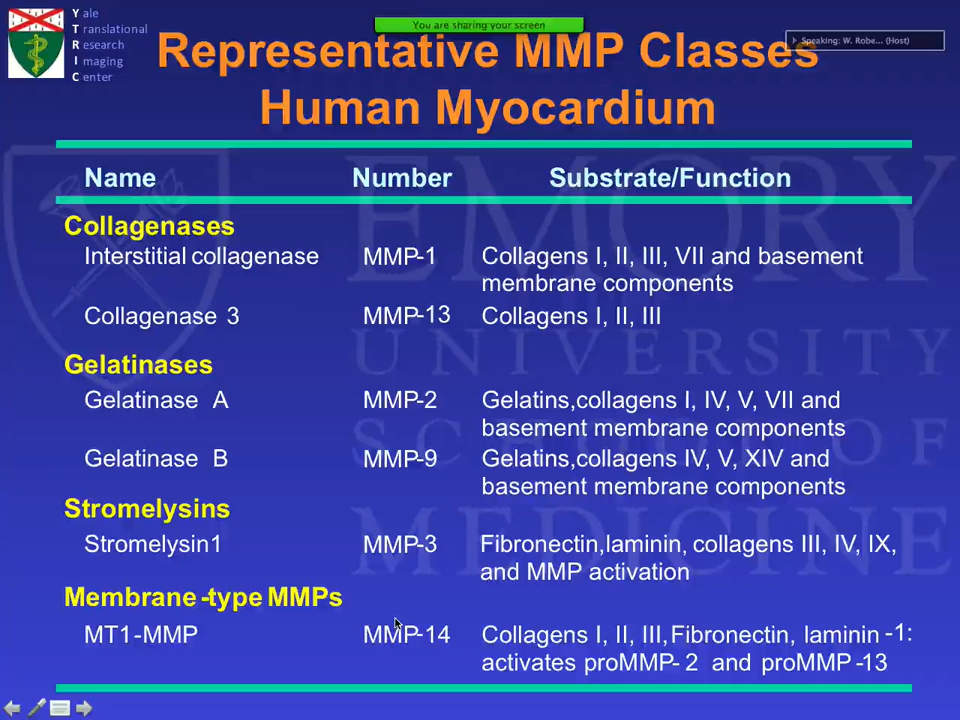 Yale
Translational
Research
Imaging
Center
You are sharing your screen
Speaking: W. Robe... (Host)
Representative MMP Classes
Human Myocardium
Name Number Substrate/Function
Collagenases
Interstitial collagenase MMP-1 Collagens I, II, III, VII and basement
membrane components
Collagenase 3 MMP-13 Collagens I, II, III
Gelatinases
Gelatinase A MMP-2 Gelatins,collagens I, IV, V, VII and
basement membrane components
Gelatinase B MMP-9 Gelatins,collagens IV, V, XIV and
basement membrane components
Stromelysins
Stromelysin1 MMP-3 Fibronectin,laminin, collagens III, IV, IX,
and MMP activation
Membrane-type MMPs
MT1-MMP MMP-14 Collagens I, II, III,Fibronectin, laminin -1:
activates proMMP- 2 and proMMP -13
EMORY
UNIVERSITY
SCHOOL OF
MEDICINE